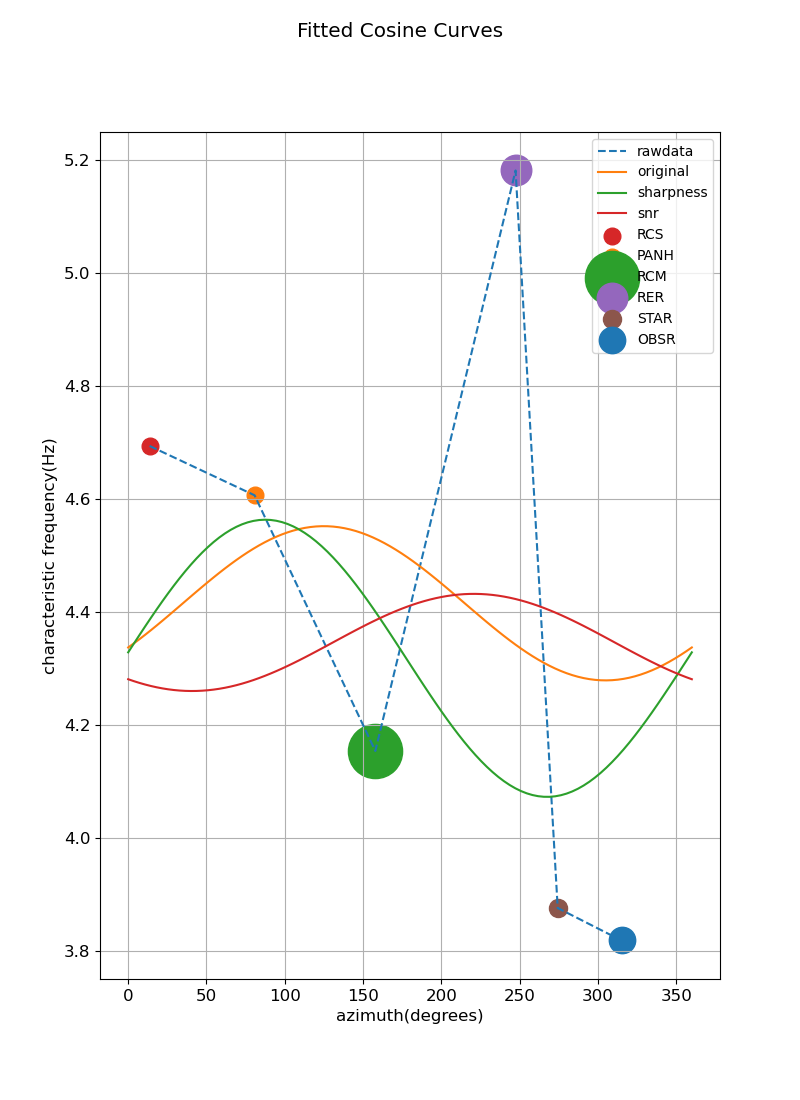 Fitted Cosine Curves
5.2
5.0
4.8
4.6
4.4
4.2
4.0
3.8
characteristic frequency(Hz)
rawdata
original
sharpness
snr
RCS
PANH
RCM
RER
STAR
OBSR
0 50 100 150 200 250 300 350
azimuth(degrees)